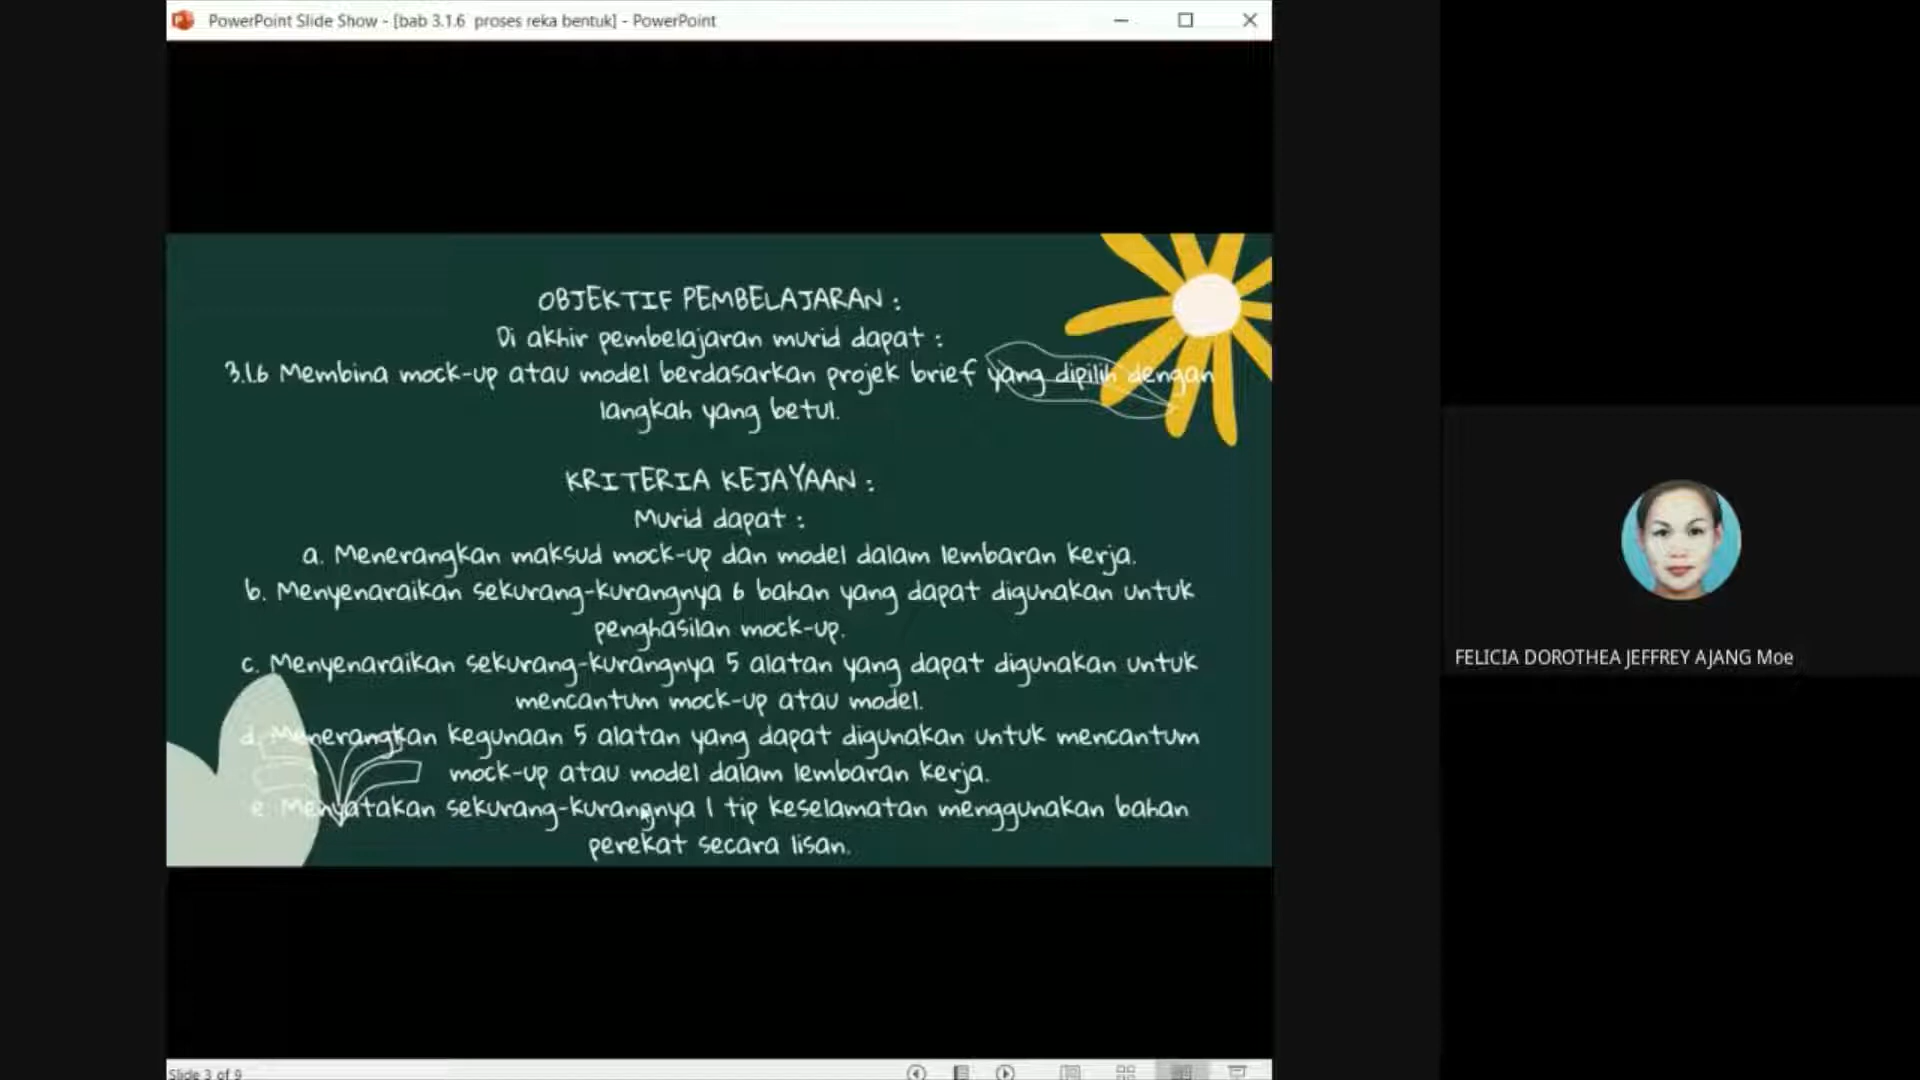 PowerPoint Slide Show - [bab 3.1.6 proses reka bentuk] - PowerPoint
OBJEKTIF PEMBELAJARAN :
Di akhir pembelajaran murid dapat :
3.1.6 Membina mock-up atau model berdasarkan projek brief yang dipilih dengan
langkah yang betul.
KRITERIA KEJAYAAN :
Murid dapat :
a. Menerangkan maksud mock-up dan model dalam lembaran kerja.
b. Menyenaraikan sekurang-kurangnya 6 bahan yang dapat digunakan untuk
penghasilan mock-up.
c. Menyenaraikan sekurang-kurangnya 5 alatan yang dapat digunakan untuk
mencantum mock-up atau model.
d. Menerangkan kegunaan 5 alatan yang dapat digunakan untuk mencantum
mock-up atau model dalam lembaran kerja.
e. Menyatakan sekurang-kurangnya 1 tip keselamatan menggunakan bahan
perekat secara lisan.
FELICIA DOROTHEA JEFFREY AJANG Moe
Slide 3 of 9